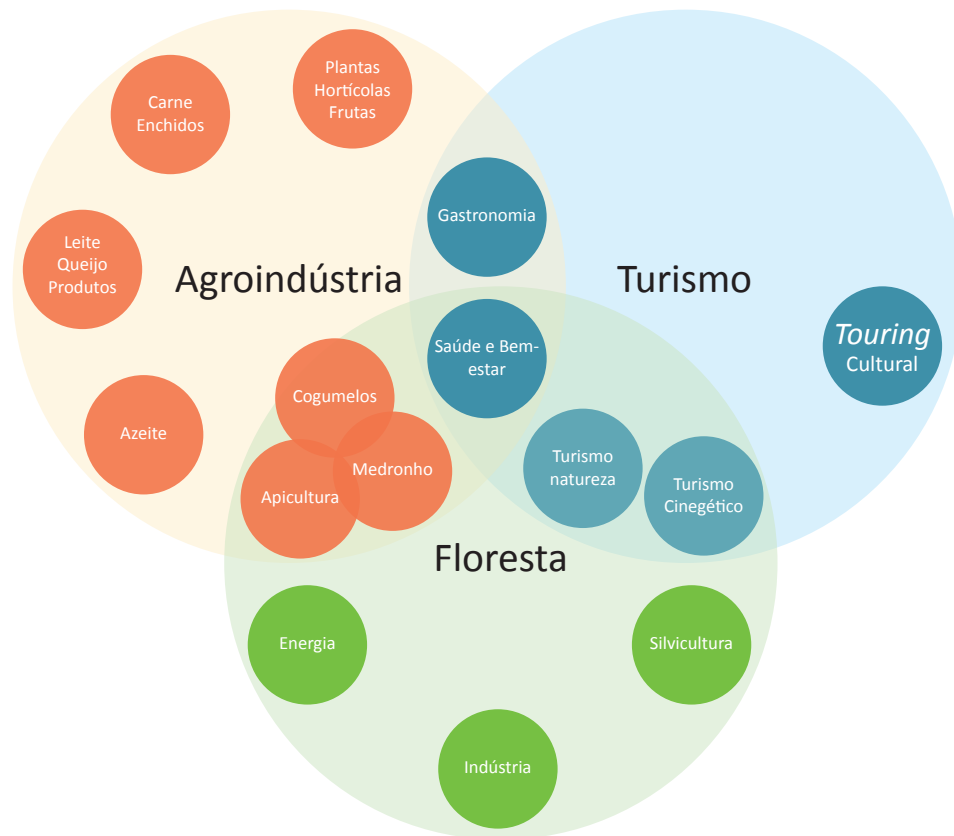 Plantas
Hortícolas
Frutas
Carne
Enchidos
Gastronomia
Leite
Queijo
Produtos
Agroindústria
Turismo
Touring
Cultural
Saúde e Bem-
estar
Cogumelos
Azeite
Medronho
Apicultura
Turismo
natureza
Turismo
Cinegético
Floresta
Energia
Silvicultura
Indústria